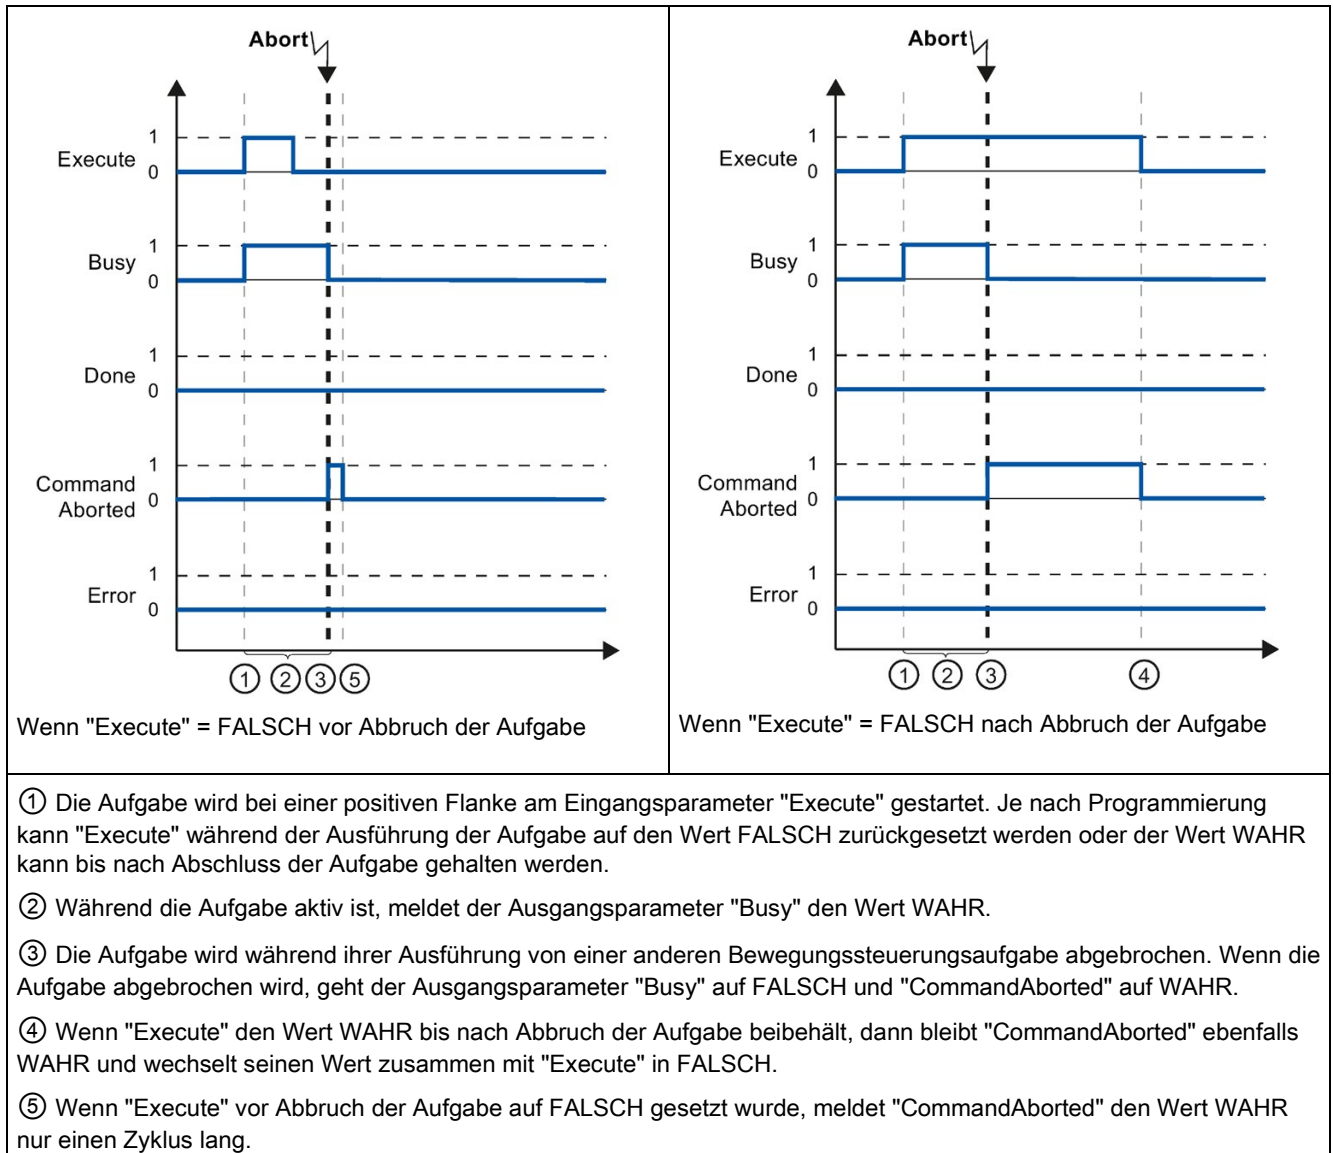 Abort
1
Execute
0
1
Busy
0
1
Done
0
1
Command
Aborted
0
1
Error
0
① ② ③ ⑤
Wenn "Execute" = FALSCH vor Abbruch der Aufgabe
Abort
1
Execute
0
1
Busy
0
1
Done
0
1
Command
Aborted
0
1
Error
0
① ② ③ ④
Wenn "Execute" = FALSCH nach Abbruch der Aufgabe
① Die Aufgabe wird bei einer positiven Flanke am Eingangsparameter "Execute" gestartet. Je nach Programmierung
kann "Execute" während der Ausführung der Aufgabe auf den Wert FALSCH zurückgesetzt werden oder der Wert WAHR
kann bis nach Abschluss der Aufgabe gehalten werden.
② Während die Aufgabe aktiv ist, meldet der Ausgangsparameter "Busy" den Wert WAHR.
③ Die Aufgabe wird während ihrer Ausführung von einer anderen Bewegungssteuerungsaufgabe abgebrochen. Wenn die
Aufgabe abgebrochen wird, geht der Ausgangsparameter "Busy" auf FALSCH und "CommandAborted" auf WAHR.
④ Wenn "Execute" den Wert WAHR bis nach Abbruch der Aufgabe beibehält, dann bleibt "CommandAborted" ebenfalls
WAHR und wechselt seinen Wert zusammen mit "Execute" in FALSCH.
⑤ Wenn "Execute" vor Abbruch der Aufgabe auf FALSCH gesetzt wurde, meldet "CommandAborted" den Wert WAHR
nur einen Zyklus lang.